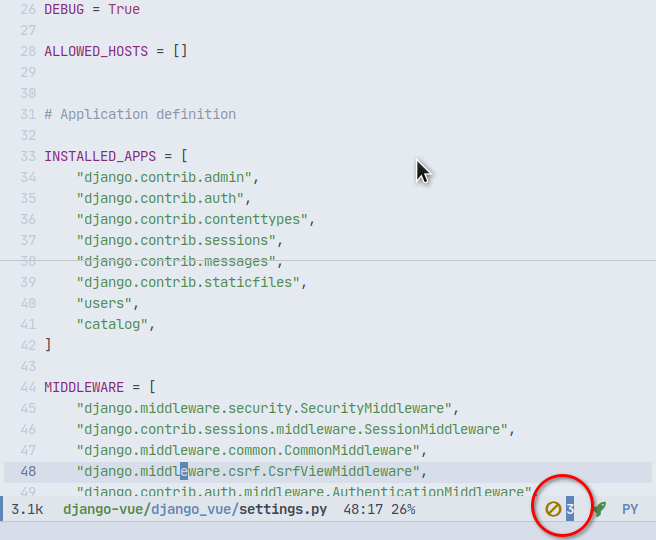 26 DEBUG = True
27
28 ALLOWED_HOSTS = []
29
30
31 # Application definition
32
33 INSTALLED_APPS = [
34     "django.contrib.admin",
35     "django.contrib.auth",
36     "django.contrib.contenttypes",
37     "django.contrib.sessions",
38     "django.contrib.messages",
39     "django.contrib.staticfiles",
40     "users",
41     "catalog",
42 ]
43
44 MIDDLEWARE = [
45     "django.middleware.security.SecurityMiddleware",
46     "django.contrib.sessions.middleware.SessionMiddleware",
47     "django.middleware.common.CommonMiddleware",
48     "django.middleware.csrf.CsrfViewMiddleware",
49     "django.contrib.auth.middleware.AuthenticationMiddleware",
3.1k django-vue/django_vue/settings.py 48:17 26% 3 PY